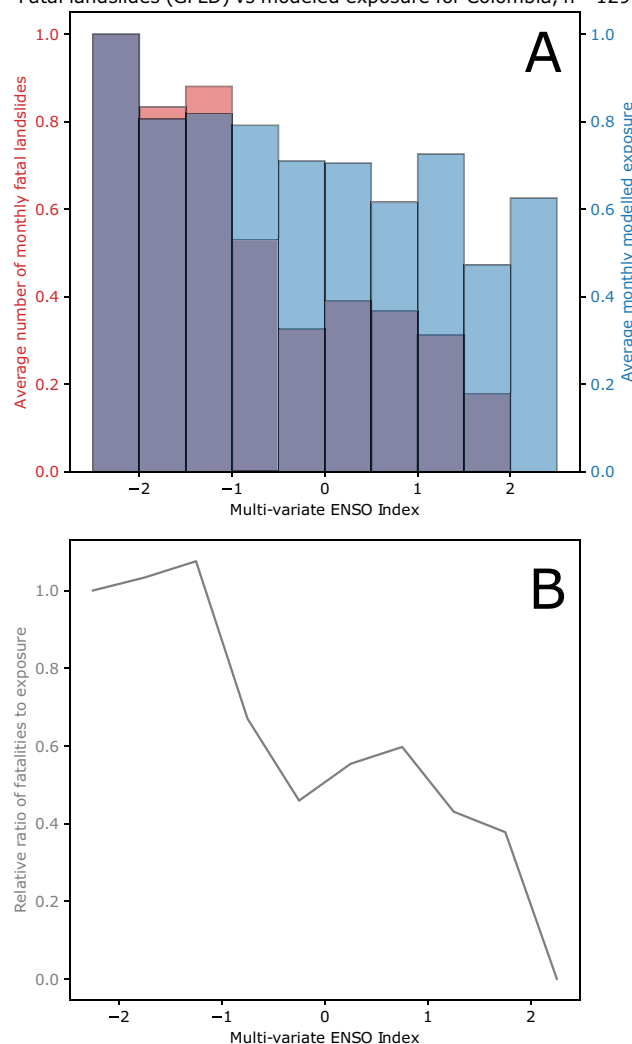 Fatal landslides (GFLD) vs modeled exposure for Colombia, n 129
A
1.0
0.8
0.6
0.4
0.2
0.0
Average number of monthly fatal landslides
1.0
0.8
0.6
0.4
0.2
0.0
Average monthly modelled exposure
−2 −1 0 1 2
Multi-variate ENSO Index
B
1.0
0.8
0.6
0.4
0.2
0.0
Relative ratio of fatalities to exposure
−2 −1 0 1 2
Multi-variate ENSO Index